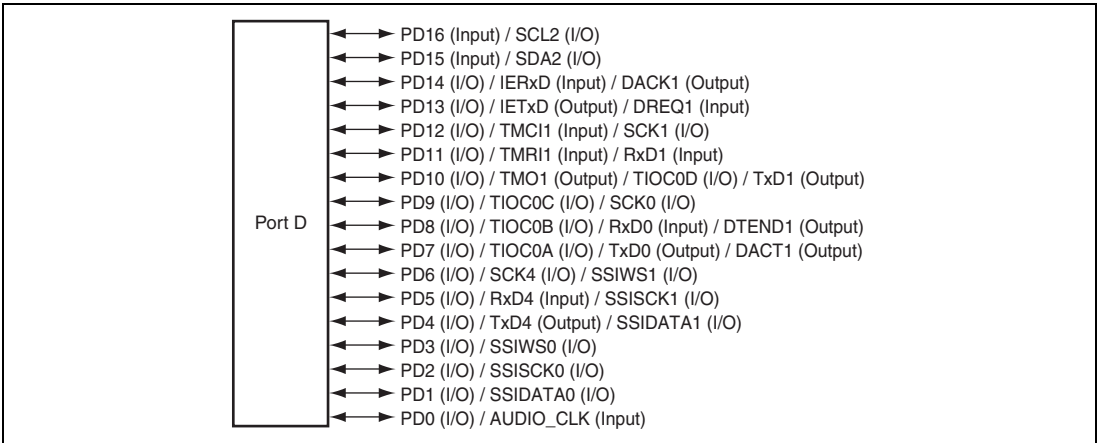 PD16 (Input) / SCL2 (I/O)
PD15 (Input) / SDA2 (I/O)
PD14 (I/O) / IERxD (Input) / DACK1 (Output)
PD13 (I/O) / IETxD (Output) / DREQ1 (Input)
PD12 (I/O) / TMCI1 (Input) / SCK1 (I/O)
PD11 (I/O) / TMRI1 (Input) / RxD1 (Input)
PD10 (I/O) / TMO1 (Output) / TIOC0D (I/O) / TxD1 (Output)
PD9 (I/O) / TIOC0C (I/O) / SCK0 (I/O)
Port D
PD8 (I/O) / TIOC0B (I/O) / RxD0 (Input) / DTEND1 (Output)
PD7 (I/O) / TIOC0A (I/O) / TxD0 (Output) / DACT1 (Output)
PD6 (I/O) / SCK4 (I/O) / SSIWS1 (I/O)
PD5 (I/O) / RxD4 (Input) / SSISCK1 (I/O)
PD4 (I/O) / TxD4 (Output) / SSIDATA1 (I/O)
PD3 (I/O) / SSIWS0 (I/O)
PD2 (I/O) / SSISCK0 (I/O)
PD1 (I/O) / SSIDATA0 (I/O)
PD0 (I/O) / AUDIO_CLK (Input)